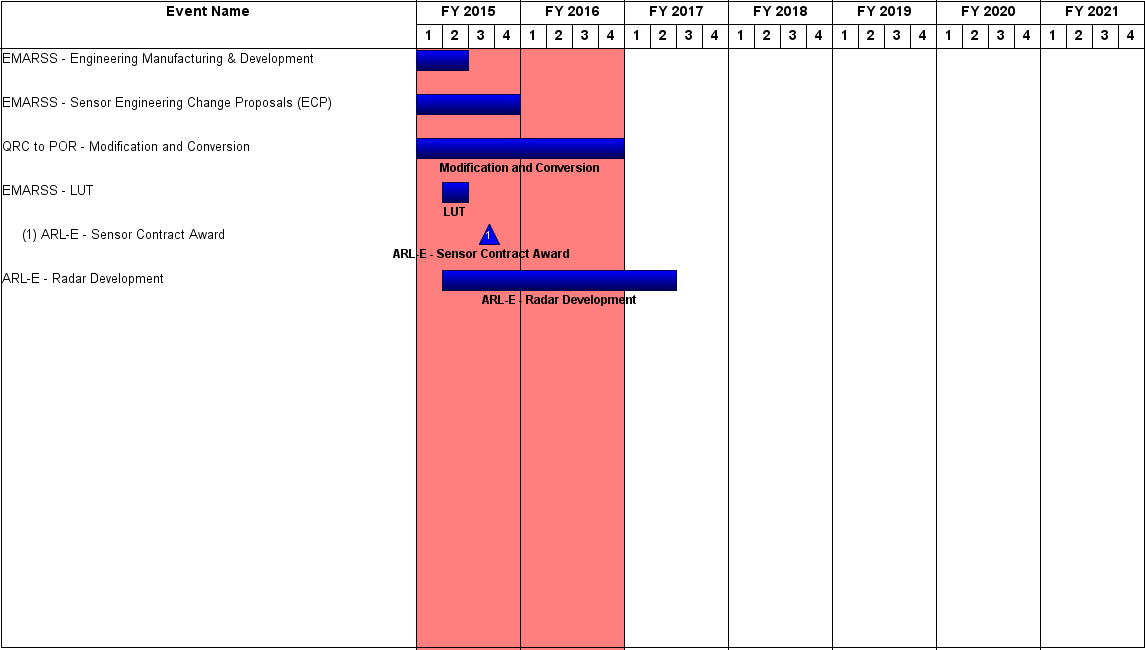 Event Name FY 2015 FY 2016 FY 2017 FY 2018 FY 2019 FY 2020 FY 2021
1 2 3 4 1 2 3 4 1 2 3 4 1 2 3 4 1 2 3 4 1 2 3 4 1 2 3 4
EMARSS - Engineering Manufacturing & Development
EMARSS - Sensor Engineering Change Proposals (ECP)
QRC to POR - Modification and Conversion
Modification and Conversion
EMARSS - LUT
LUT
(1) ARL-E - Sensor Contract Award 1
ARL-E - Sensor Contract Award
ARL-E - Radar Development
ARL-E - Radar Development